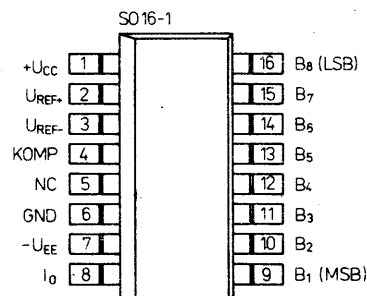 SO16-1
+UCC 1 16 B8 (LSB)
UREF+ 2 15 B7
UREF- 3 14 B6
KOMP 4 13 B5
NC 5 12 B4
GND 6 11 B3
-UEE 7 10 B2
IO 8 9 B1 (MSB)